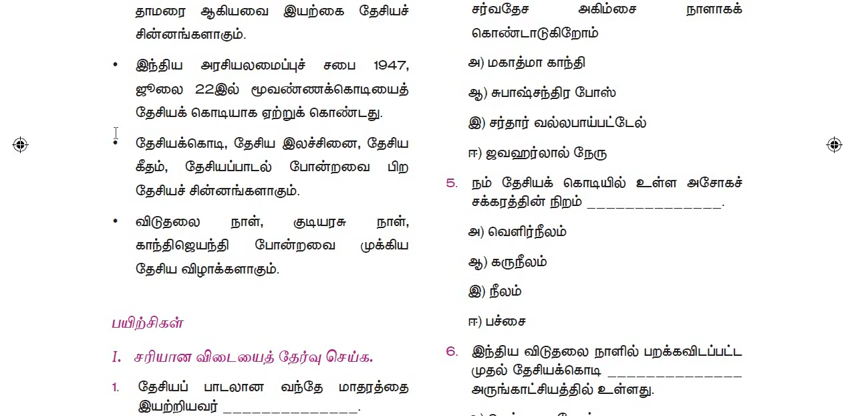 தாமரை ஆகியவை இயற்கை தேசியச்
சின்னங்களாகும்.
• இந்திய அரசியலமைப்புச் சபை 1947,
ஜூலை 22இல் மூவண்ணக்கொடியைத்
தேசியக் கொடியாக ஏற்றுக் கொண்டது.
• தேசியக்கொடி, தேசிய இலச்சினை, தேசிய
கீதம், தேசியப்பாடல் போன்றவை பிற
தேசியச் சின்னங்களாகும்.
• விடுதலை நாள், குடியரசு நாள்,
காந்திஜெயந்தி போன்றவை முக்கிய
தேசிய விழாக்களாகும்.
பயிற்சிகள்
I. சரியான விடையைத் தேர்வு செய்க.
1. தேசியப் பாடலான வந்தே மாதரத்தை
இயற்றியவர் ______________.
சர்வதேச அகிம்சை நாளாகக்
கொண்டாடுகிறோம்
அ) மகாத்மா காந்தி
ஆ) சுபாஷ்சந்திர போஸ்
இ) சர்தார் வல்லபாய்பட்டேல்
ஈ) ஜவஹர்லால் நேரு
5. நம் தேசியக் கொடியில் உள்ள அசோகச்
சக்கரத்தின் நிறம் ______________.
அ) வெளிர்நீலம்
ஆ) கருநீலம்
இ) நீலம்
ஈ) பச்சை
6. இந்திய விடுதலை நாளில் பறக்கவிடப்பட்ட
முதல் தேசியக்கொடி ______________
அருங்காட்சியத்தில் உள்ளது.